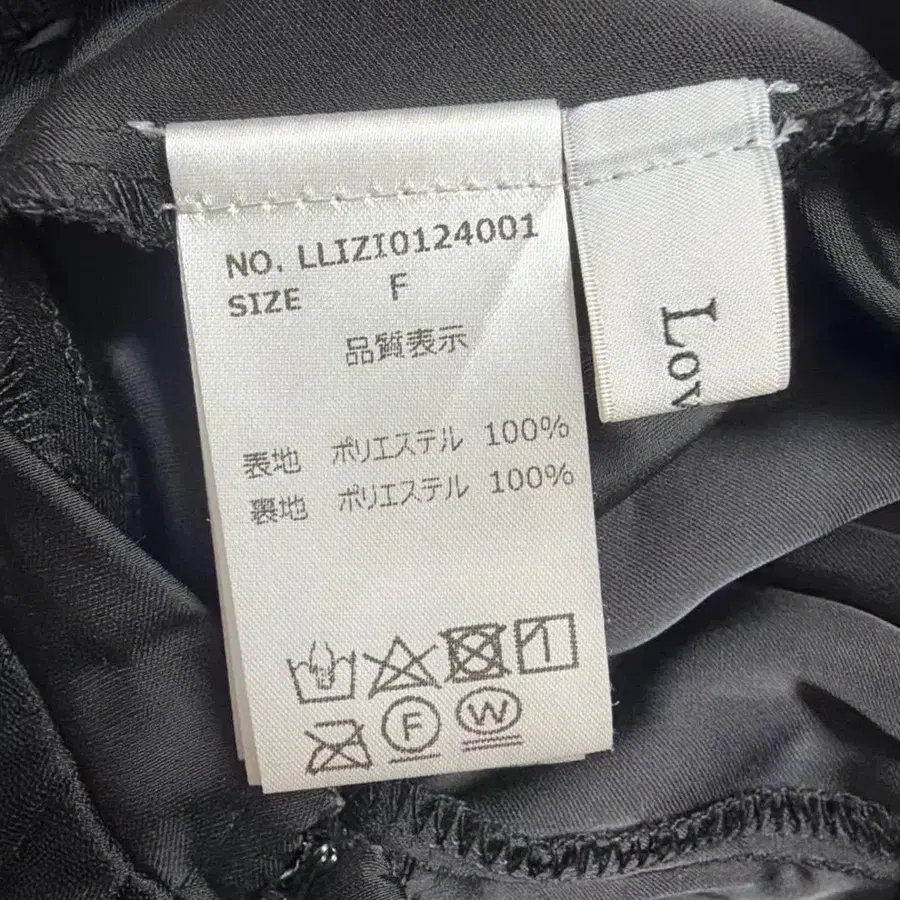 NO. LLIZI0124001
SIZE F
品質表示
表地 ポリエステル 100%
裏地 ポリエステル 100%
F W
Lov